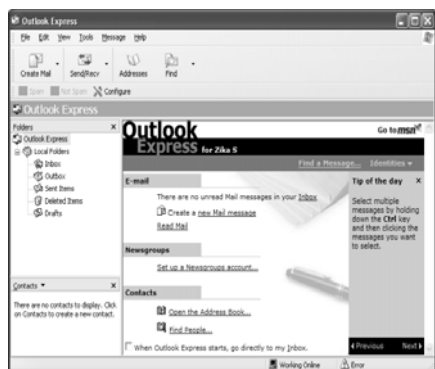 Outlook Express
File Edit View Tools Message Help
Create Mail Send/Recv Addresses Find
Spam Not Spam Configure
Outlook Express
Folders
Outlook Express
Local Folders
Inbox
Outbox
Sent Items
Deleted Items
Drafts
Contacts
There are no contacts to display. Click
on Contacts to create a new contact.
Outlook
Express for Zika S
Go to msn
Find a Message... Identities
E-mail
There are no unread Mail messages in your Inbox
Create a new Mail message
Read Mail
Newsgroups
Set up a Newsgroups account...
Contacts
Open the Address Book...
Find People...
When Outlook Express starts, go directly to my Inbox.
Tip of the day
Select multiple
messages by holding
down the Ctrl key
and then clicking the
messages you want
to select.
Previous Next
Working Online Error